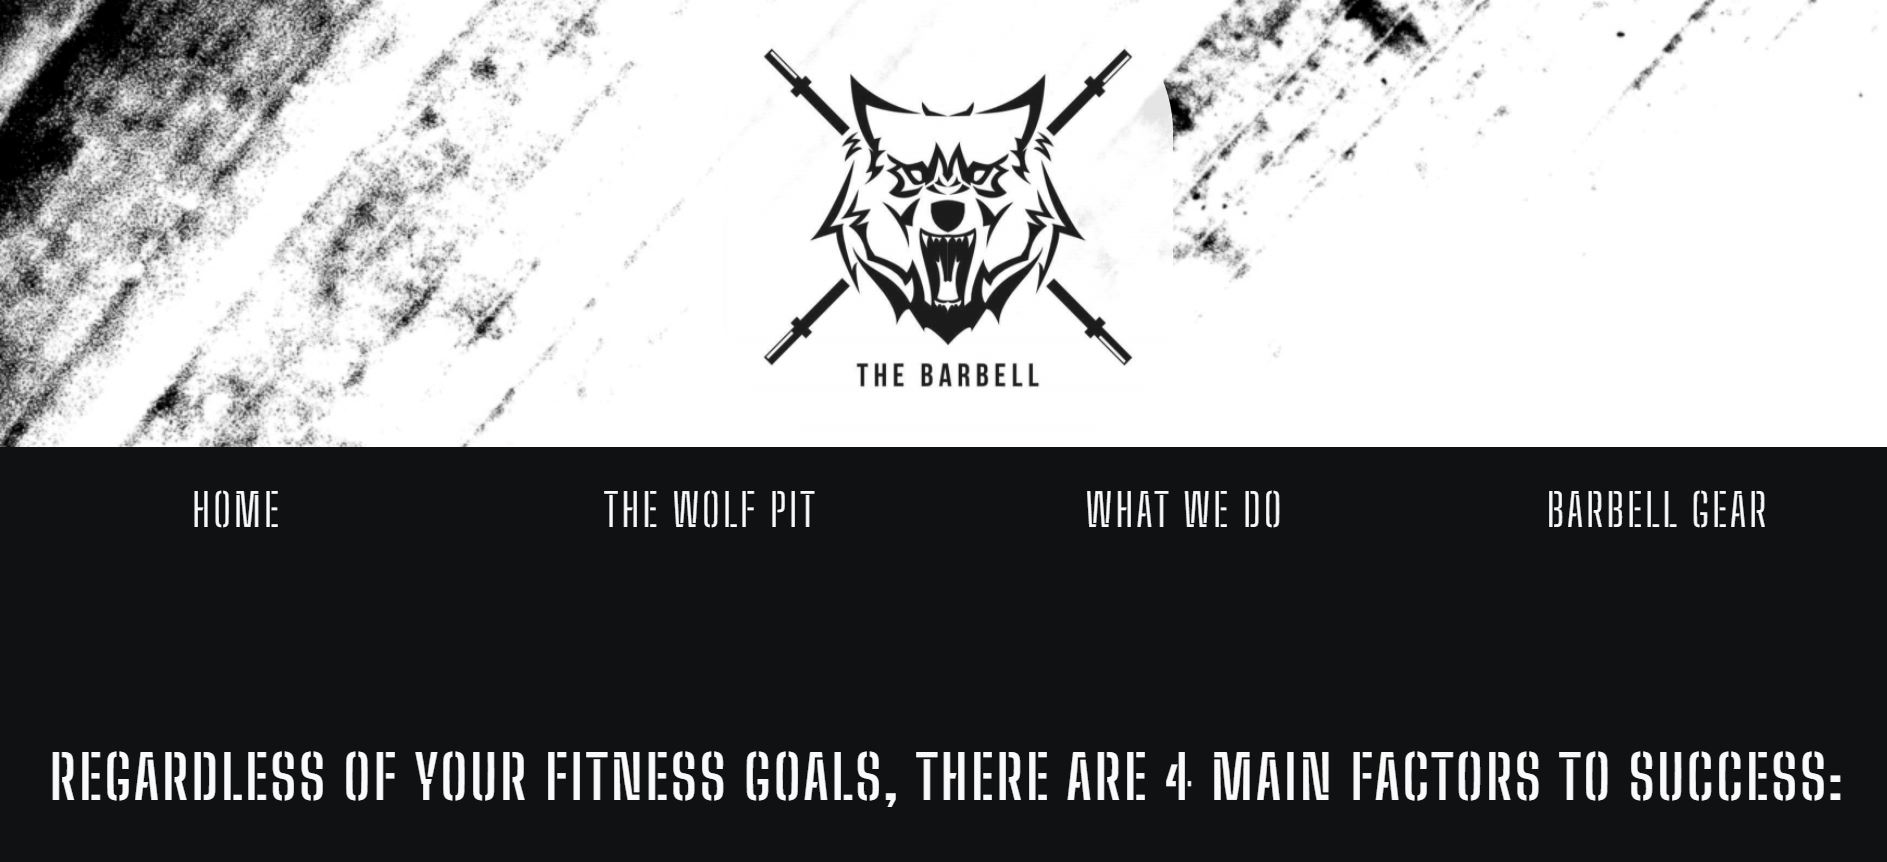 THE BARBELL
HOME THE WOLF PIT WHAT WE DO BARBELL GEAR
REGARDLESS OF YOUR FITNESS GOALS, THERE ARE 4 MAIN FACTORS TO SUCCESS: